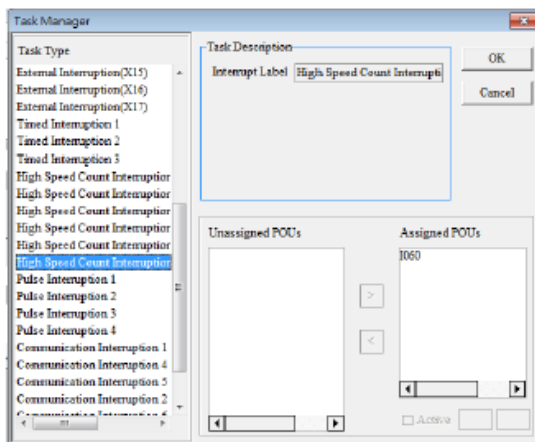 Task Manager
Task Type
External Interruption(X15)
External Interruption(X16)
External Interruption(X17)
Timed Interruption 1
Timed Interruption 2
Timed Interruption 3
High Speed Count Interruption
High Speed Count Interruption
High Speed Count Interruption
High Speed Count Interruption
High Speed Count Interruption
High Speed Count Interruption
Pulse Interruption 1
Pulse Interruption 2
Pulse Interruption 3
Pulse Interruption 4
Communication Interruption 1
Communication Interruption 4
Communication Interruption 5
Communication Interruption 2
Communication Interruption 6
Task Description
Interrupt Label
High Speed Count Interrupti
OK
Cancel
Unassigned POUs
>
<
Assigned POUs
I060
Active